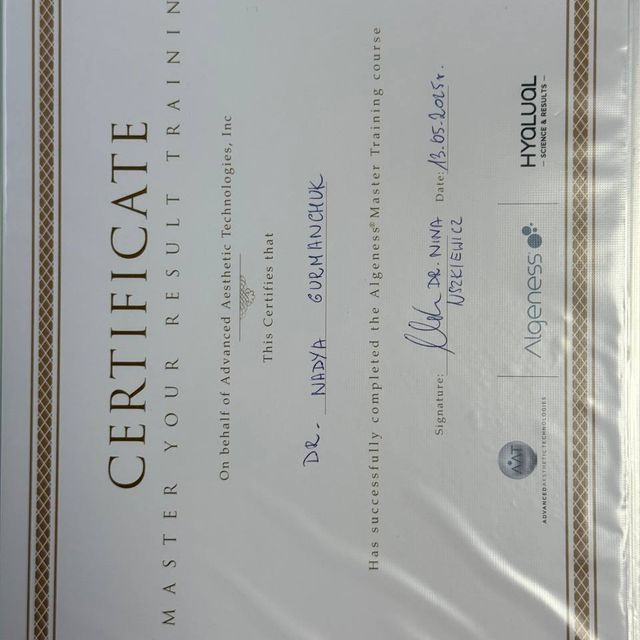 CERTIFICATE
MASTER YOUR RESULT TRAININ
On behalf of Advanced Aesthetic Technologies, Inc
This Certifies that
DR. NADYA GURMANCHUK
Has successfully completed the Algeness® Master Training course
Signature: DR. NINA Date: 13.05.2025r.
USZKIEWICZ
AAT
ADVANCED AESTHETIC TECHNOLOGIES
Algeness
HYALUAL
– SCIENCE & RESULTS –